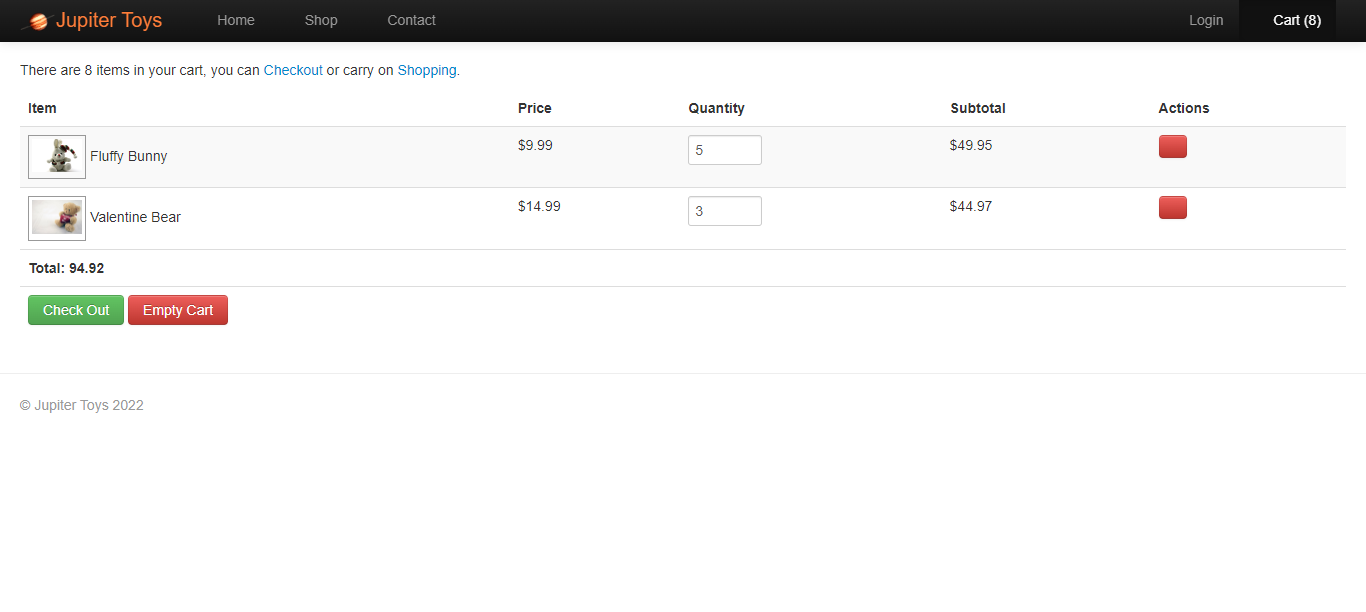 Jupiter Toys Home Shop Contact Login Cart (8)
There are 8 items in your cart, you can Checkout or carry on Shopping.
Item Price Quantity Subtotal Actions
Fluffy Bunny $9.99 5 $49.95
Valentine Bear $14.99 3 $44.97
Total: 94.92
Check Out Empty Cart
© Jupiter Toys 2022